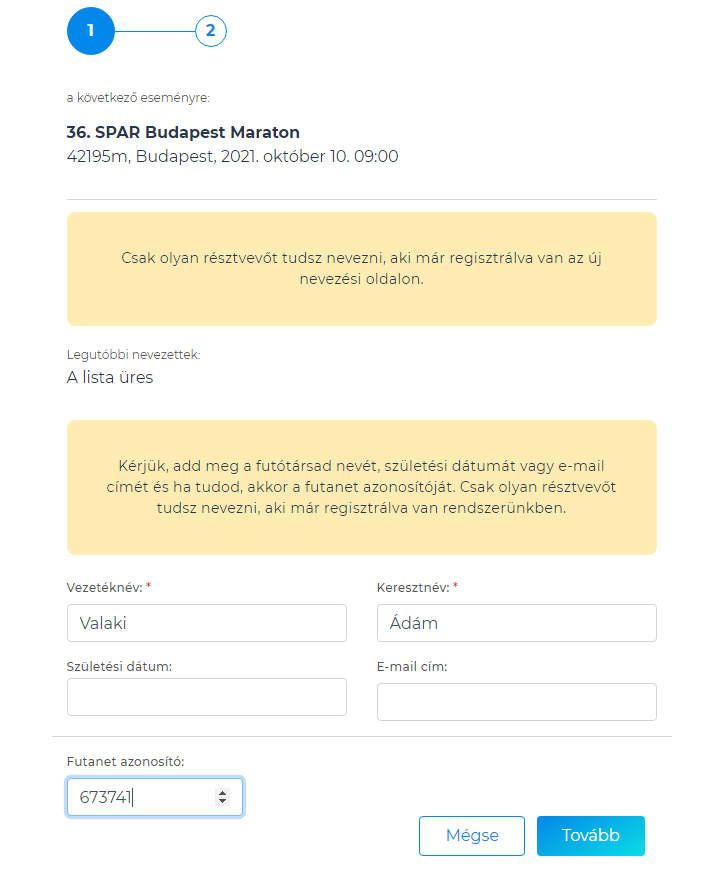 1
2
a következő eseményre:
36. SPAR Budapest Maraton
42195m, Budapest, 2021. október 10. 09:00
Csak olyan résztvevőt tudsz nevezni, aki már regisztrálva van az új
nevezési oldalon.
Legutóbbi nevezettek:
A lista üres
Kérjük, add meg a futótársad nevét, születési dátumát vagy e-mail
címét és ha tudod, akkor a futanet azonosítóját. Csak olyan résztvevőt
tudsz nevezni, aki már regisztrálva van rendszerünkben.
Vezetéknév: *
Keresztnév: *
Valaki
Ádám
Születési dátum:
E-mail cím:
Futanet azonosító:
673741
Mégse
Tovább